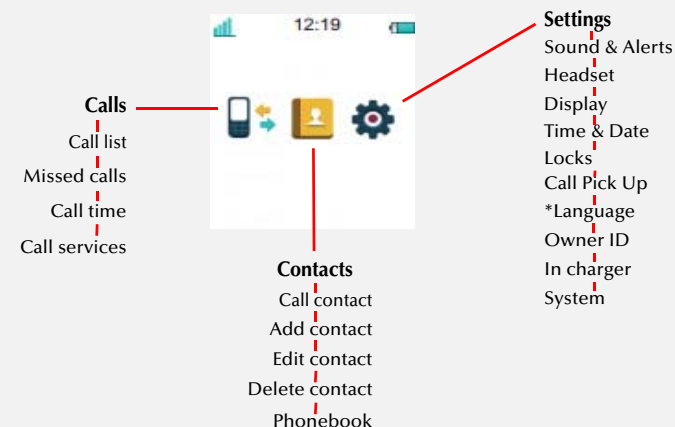 12:19
Calls
Call list
Missed calls
Call time
Call services
Contacts
Call contact
Add contact
Edit contact
Delete contact
Phonebook
Settings
Sound & Alerts
Headset
Display
Time & Date
Locks
Call Pick Up
*Language
Owner ID
In charger
System